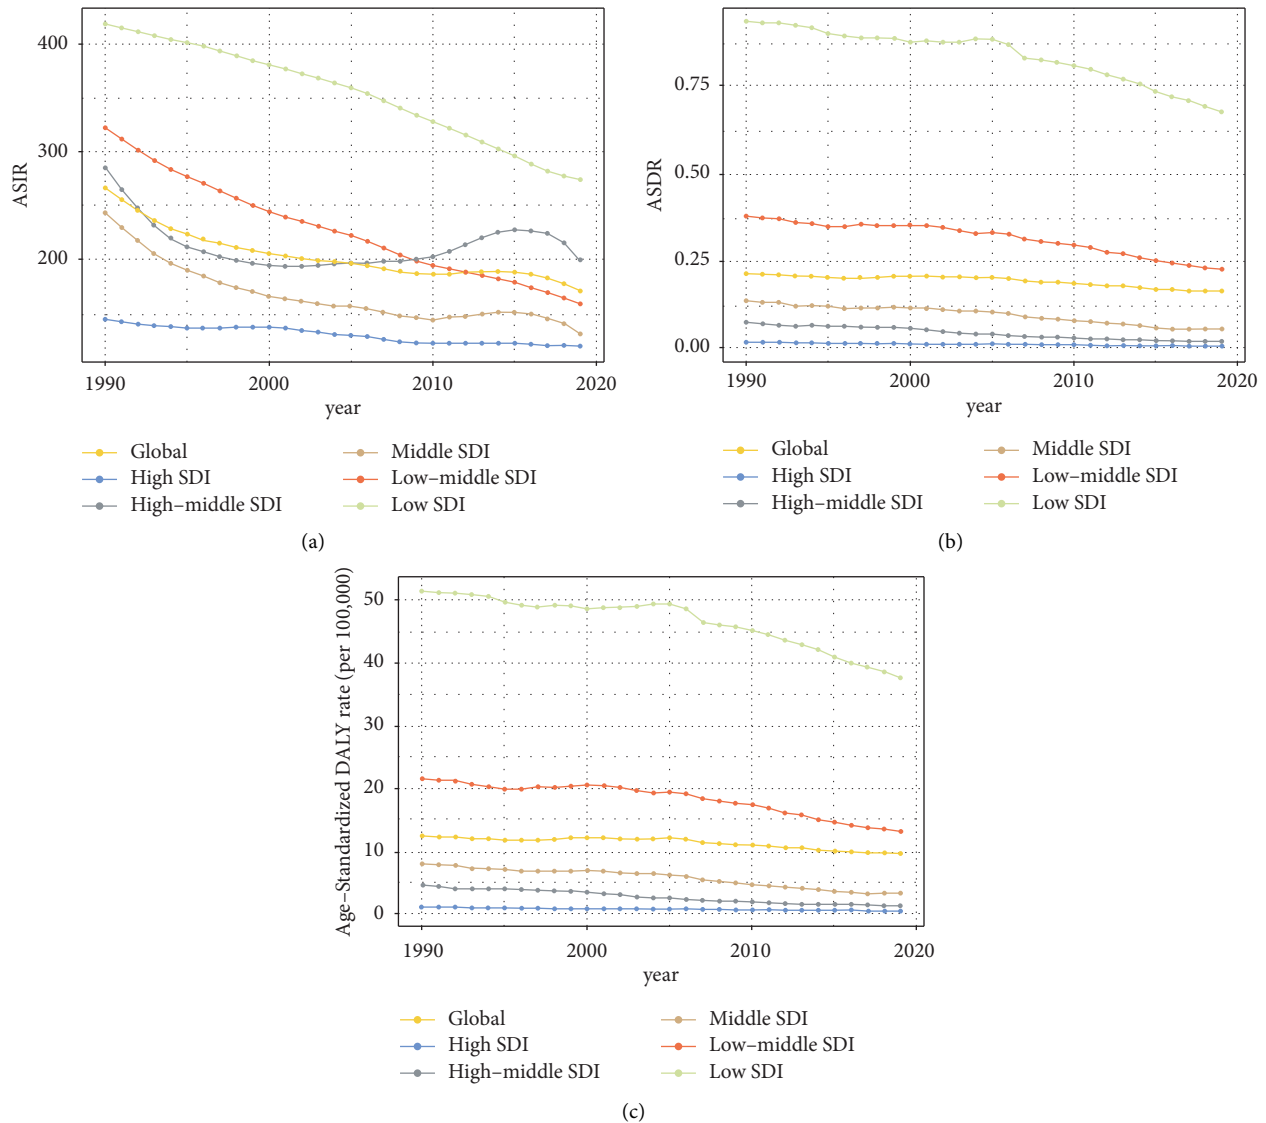 ASIR
400
300
200
1990
2000
2010
2020
year
Global
High SDI
High–middle SDI
Middle SDI
Low–middle SDI
Low SDI
(a)
ASDR
0.75
0.50
0.25
0.00
1990
2000
2010
2020
year
Global
High SDI
High–middle SDI
Middle SDI
Low–middle SDI
Low SDI
(b)
Age–Standardized DALY rate (per 100,000)
50
40
30
20
10
0
1990
2000
2010
2020
year
Global
High SDI
High–middle SDI
Middle SDI
Low–middle SDI
Low SDI
(c)